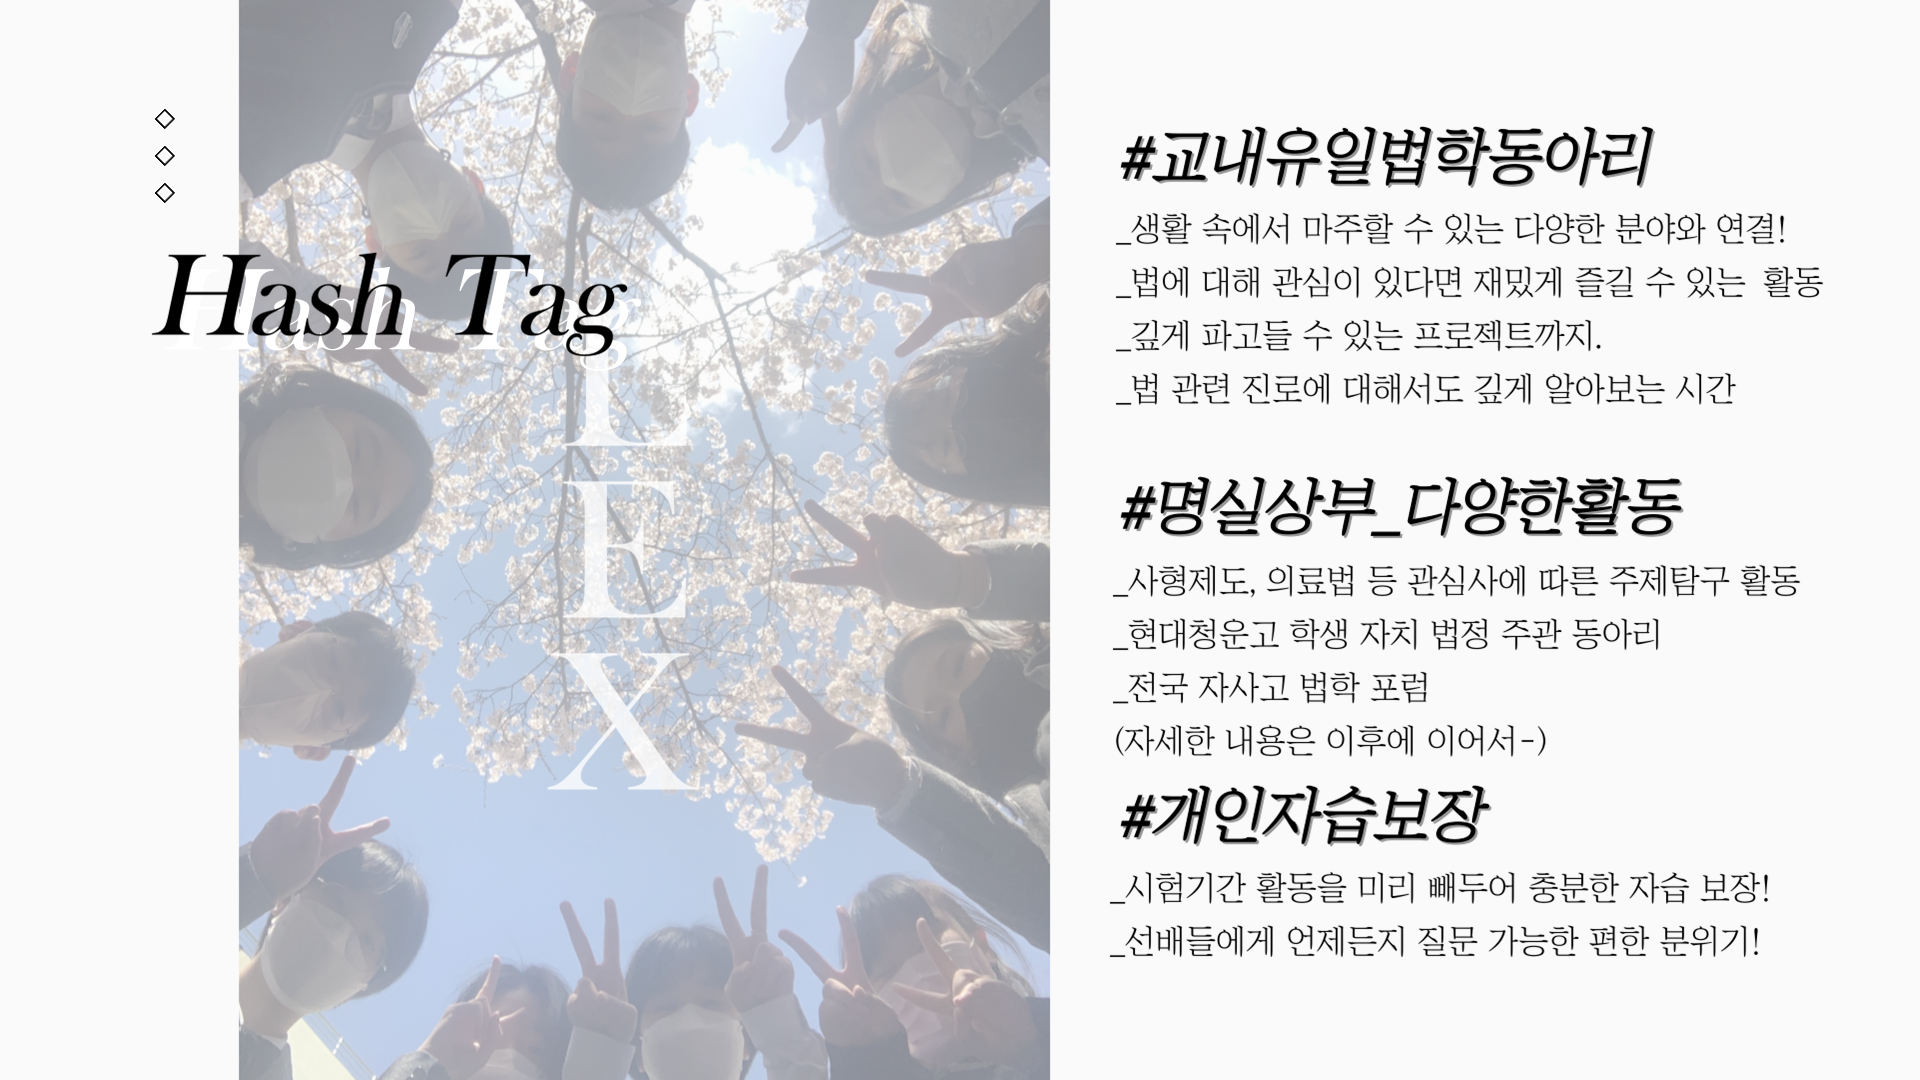 Hash Tag
L
E
X
#교내유일법학동아리
_생활 속에서 마주할 수 있는 다양한 분야와 연결!
_법에 대해 관심이 있다면 재밌게 즐길 수 있는 활동
_깊게 파고들 수 있는 프로젝트까지.
_법 관련 진로에 대해서도 깊게 알아보는 시간
#명실상부_다양한활동
_사형제도, 의료법 등 관심사에 따른 주제탐구 활동
_현대청운고 학생 자치 법정 주관 동아리
_전국 자사고 법학 포럼
(자세한 내용은 이후에 이어서-)
#개인자습보장
_시험기간 활동을 미리 빼두어 충분한 자습 보장!
_선배들에게 언제든지 질문 가능한 편한 분위기!